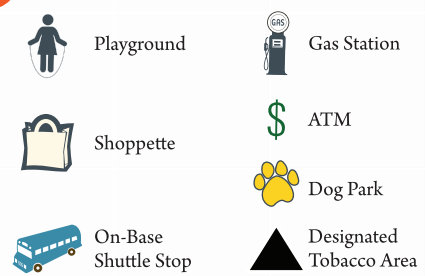 Playground
Shoppette
On-Base
Shuttle Stop
GAS
Gas Station
$
ATM
Dog Park
Designated
Tobacco Area